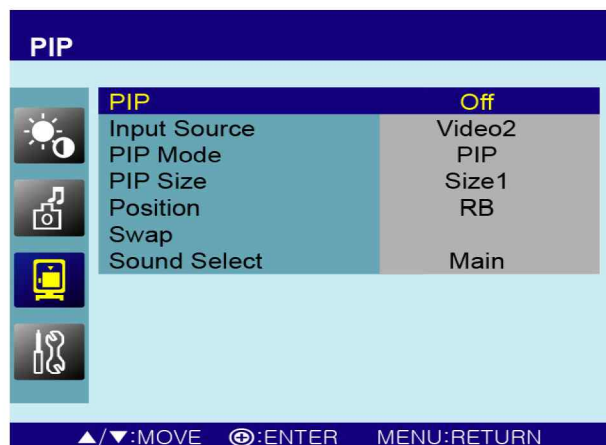 PIP
PIP Off
Input Source Video2
PIP Mode PIP
PIP Size Size1
Position RB
Swap
Sound Select Main
▲/▼:MOVE ⊕:ENTER MENU:RETURN